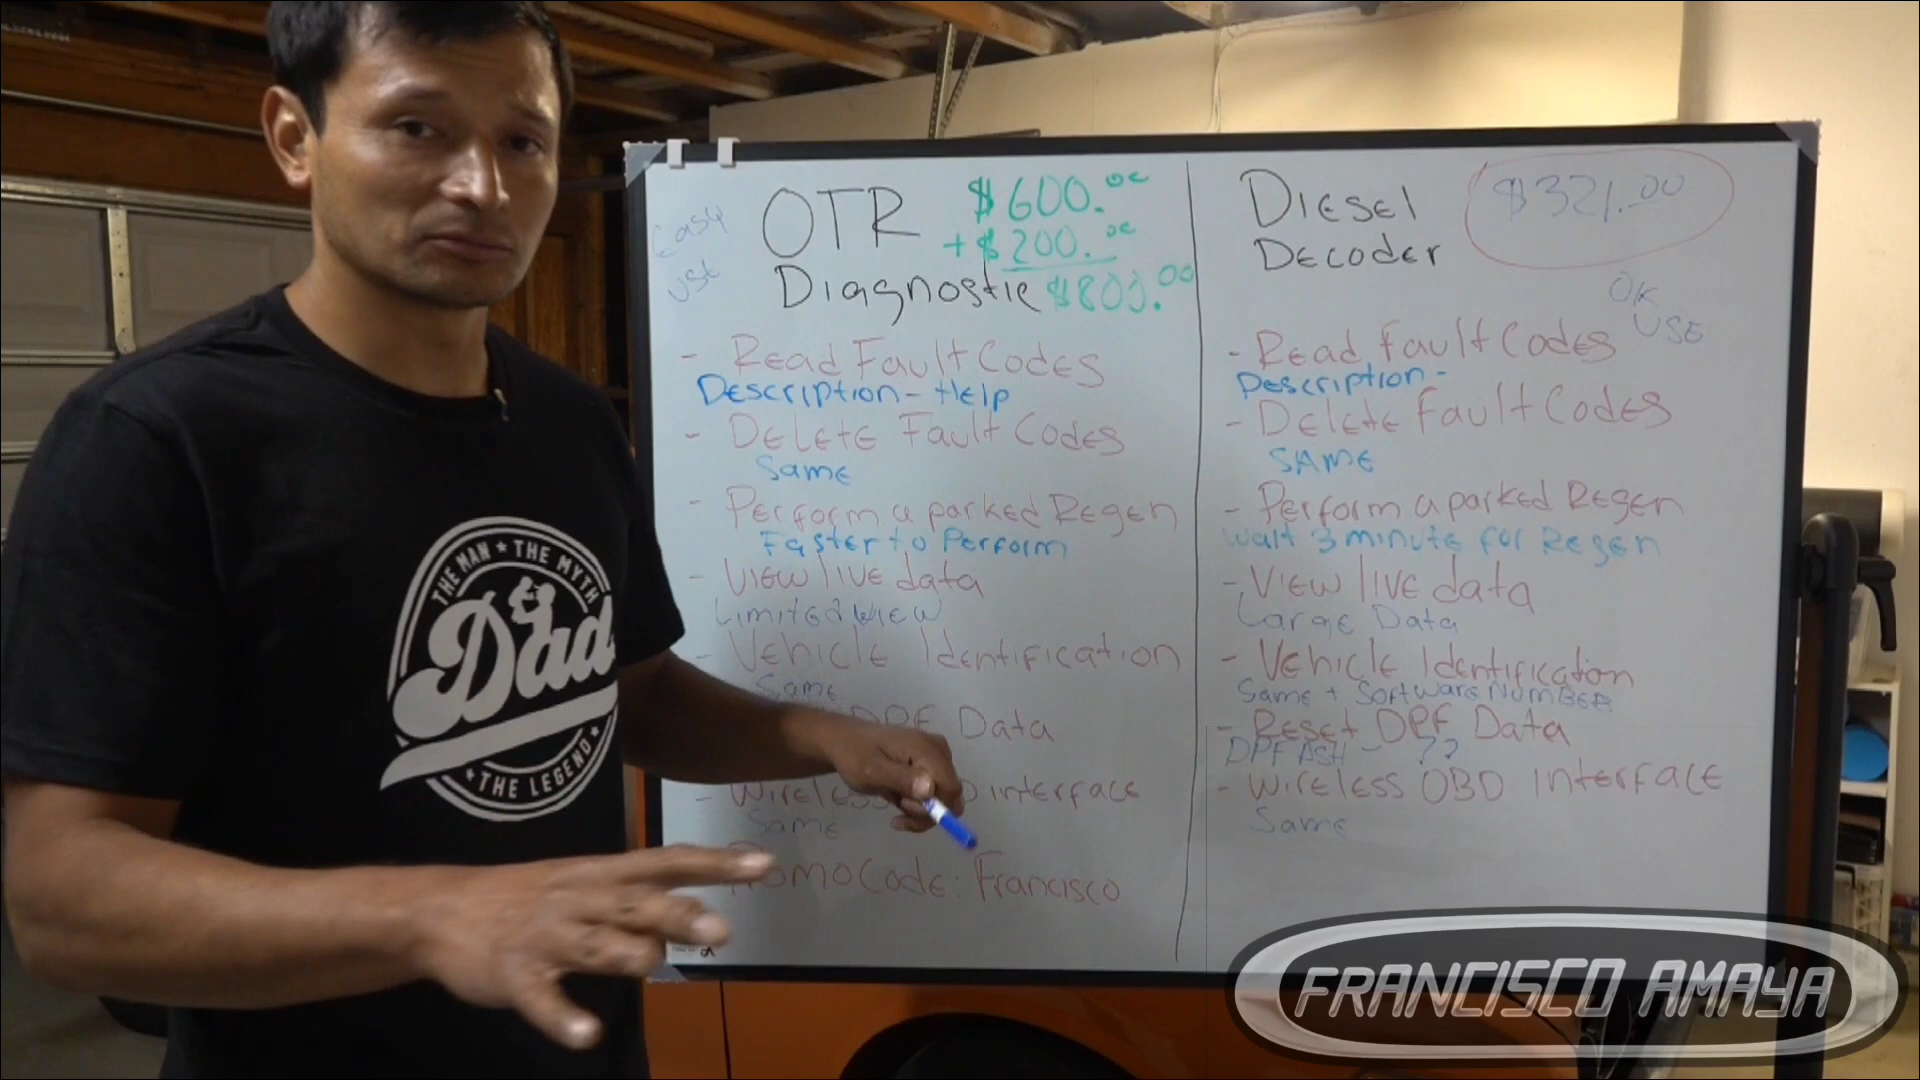 Easy
use
OTR
Diagnostic
$600.00
+ $200.00
$800.00
- Read Fault Codes
Description - Help
- Delete Fault Codes
Same
- Perform a parked Regen
Faster to Perform
- View live data
Limited view
- Vehicle Identification
Same
DPF Data
- Wireless interface
Same
PromoCode: Francisco
Diesel
Decoder
$321.00
OK
USE
- Read fault Codes
Description -
- Delete fault Codes
SAME
- Perform a parked Regen
Wait 3 minute for Regen
- View live data
Large Data
- Vehicle Identification
Same + Software Number
- Reset DPF Data
DPF ASH - ??
- Wireless OBD Interface
Same
THE MAN ★ THE MYTH
Dad
★ THE LEGEND ★
FRANCISCO AMAYA